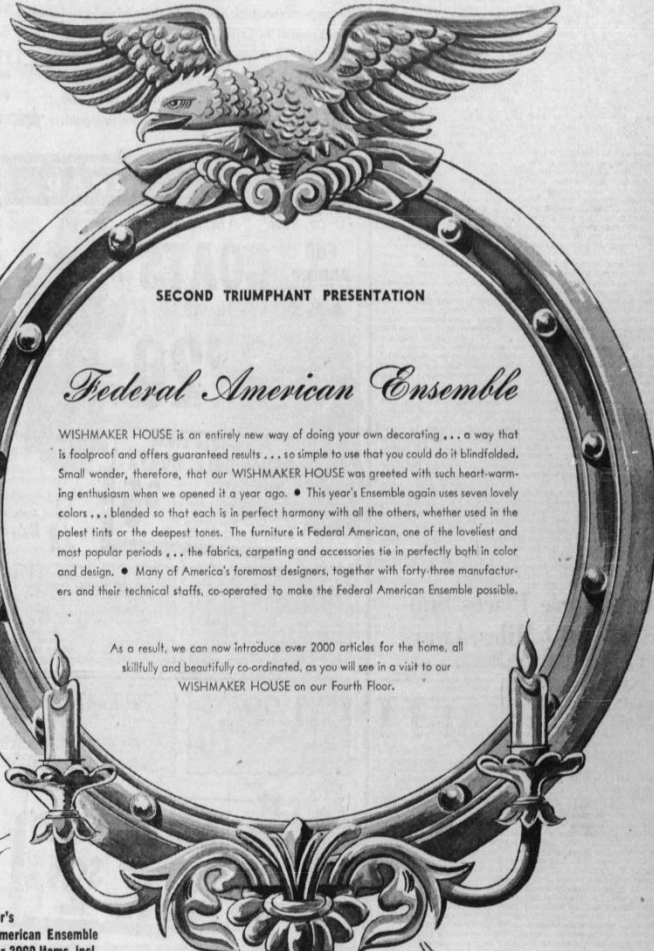 SECOND TRIUMPHANT PRESENTATION
Federal American Ensemble
WISHMAKER HOUSE is an entirely new way of doing your own decorating ... a way that
is foolproof and offers guaranteed results ... so simple to use that you could do it blindfolded.
Small wonder, therefore, that our WISHMAKER HOUSE was greeted with such heart-warm-
ing enthusiasm when we opened it a year ago. ● This year's Ensemble again uses seven lovely
colors ... blended so that each is in perfect harmony with all the others, whether used in the
palest tints or the deepest tones. The furniture is Federal American, one of the loveliest and
most popular periods ... the fabrics, carpeting and accessories tie in perfectly both in color
and design. ● Many of America's foremost designers, together with forty-three manufactur-
ers and their technical staffs, co-operated to make the Federal American Ensemble possible.
As a result, we can now introduce over 2000 articles for the home, all
skillfully and beautifully co-ordinated, as you will see in a visit to our
WISHMAKER HOUSE on our Fourth Floor.
r's
merican Ensemble
2000 Items, incl